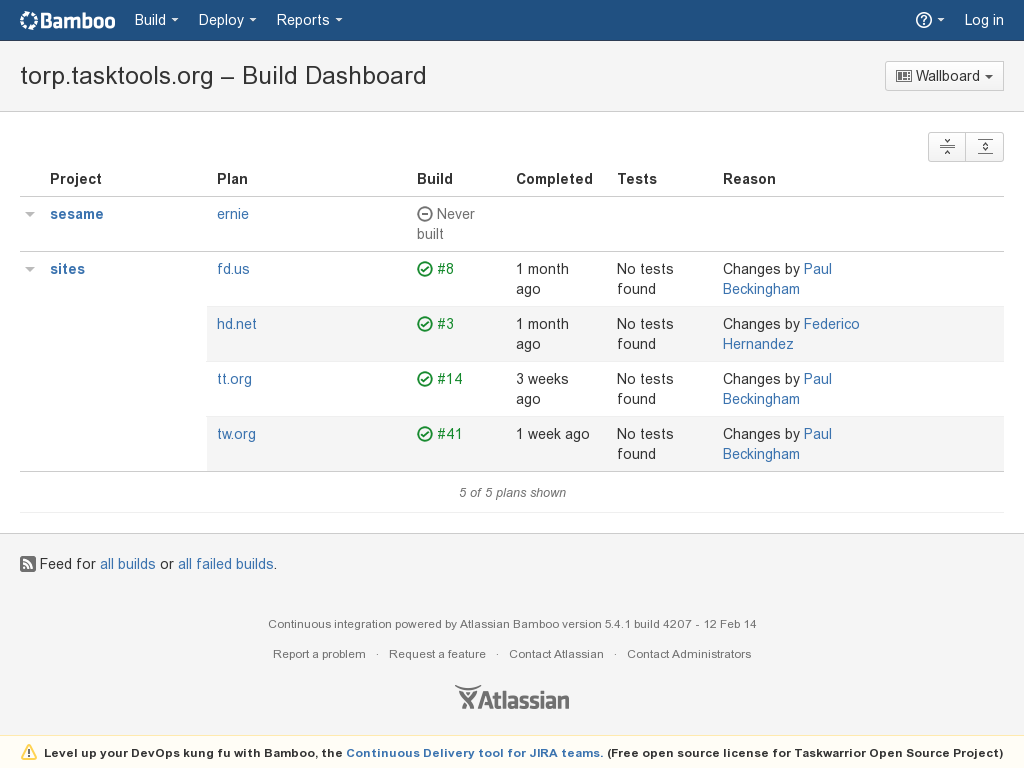 Bamboo Build Deploy Reports Log in
torp.tasktools.org – Build Dashboard
Wallboard
Project Plan Build Completed Tests Reason
sesame ernie Never
built
sites fd.us #8 1 month No tests Changes by Paul
ago found Beckingham
hd.net #3 1 month No tests Changes by Federico
ago found Hernandez
tt.org #14 3 weeks No tests Changes by Paul
ago found Beckingham
tw.org #41 1 week ago No tests Changes by Paul
found Beckingham
5 of 5 plans shown
Feed for all builds or all failed builds.
Continuous integration powered by Atlassian Bamboo version 5.4.1 build 4207 - 12 Feb 14
Report a problem · Request a feature · Contact Atlassian · Contact Administrators
Atlassian
Level up your DevOps kung fu with Bamboo, the Continuous Delivery tool for JIRA teams. (Free open source license for Taskwarrior Open Source Project)